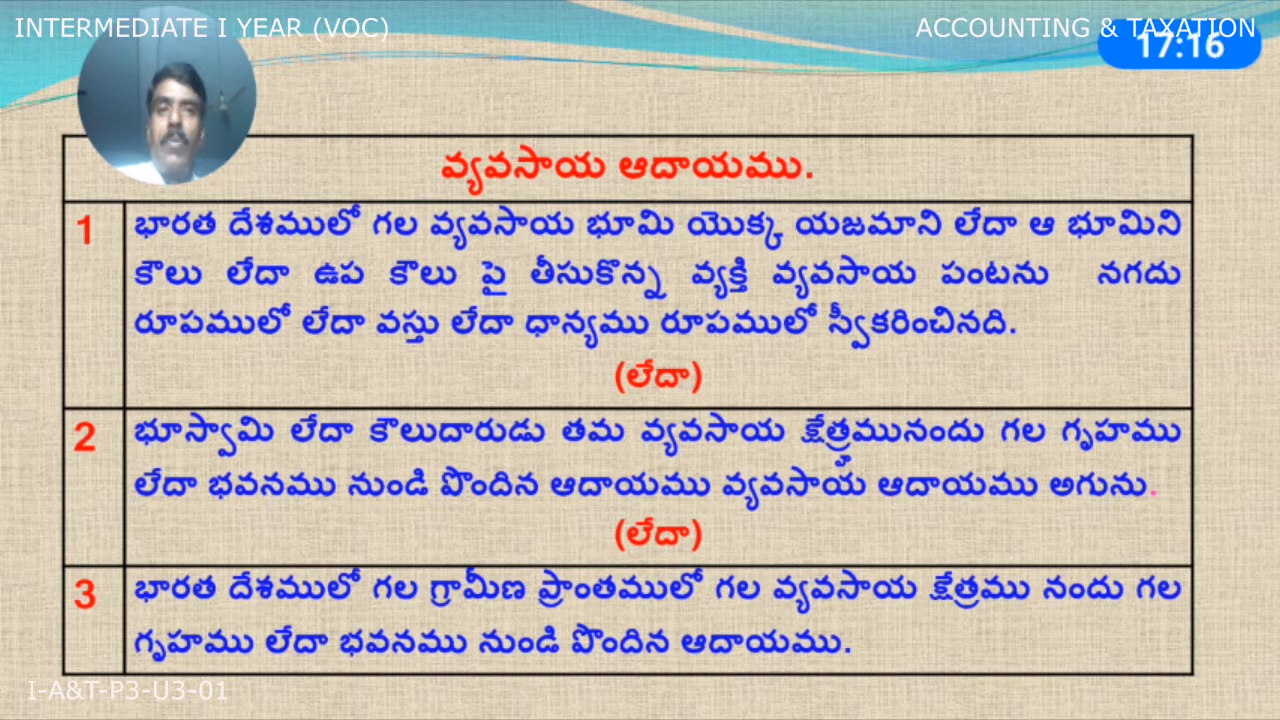 INTERMEDIATE I YEAR (VOC)
ACCOUNTING & TAXATION
17:16
వ్యవసాయ ఆదాయము.
1
భారత దేశములో గల వ్యవసాయ భూమి యొక్క యజమాని లేదా ఆ భూమిని
కౌలు లేదా ఉప కౌలు పై తీసుకొన్న వ్యక్తి వ్యవసాయ పంటను నగదు
రూపములో లేదా వస్తు లేదా ధాన్యము రూపములో స్వీకరించినది.
(లేదా)
2
భూస్వామి లేదా కౌలుదారుడు తమ వ్యవసాయ క్షేత్రమునందు గల గృహము
లేదా భవనము నుండి పొందిన ఆదాయము వ్యవసాయ ఆదాయము అగును.
(లేదా)
3
భారత దేశములో గల గ్రామీణ ప్రాంతములో గల వ్యవసాయ క్షేత్రము నందు గల
గృహము లేదా భవనము నుండి పొందిన ఆదాయము.
I-A&T-P3-U3-01